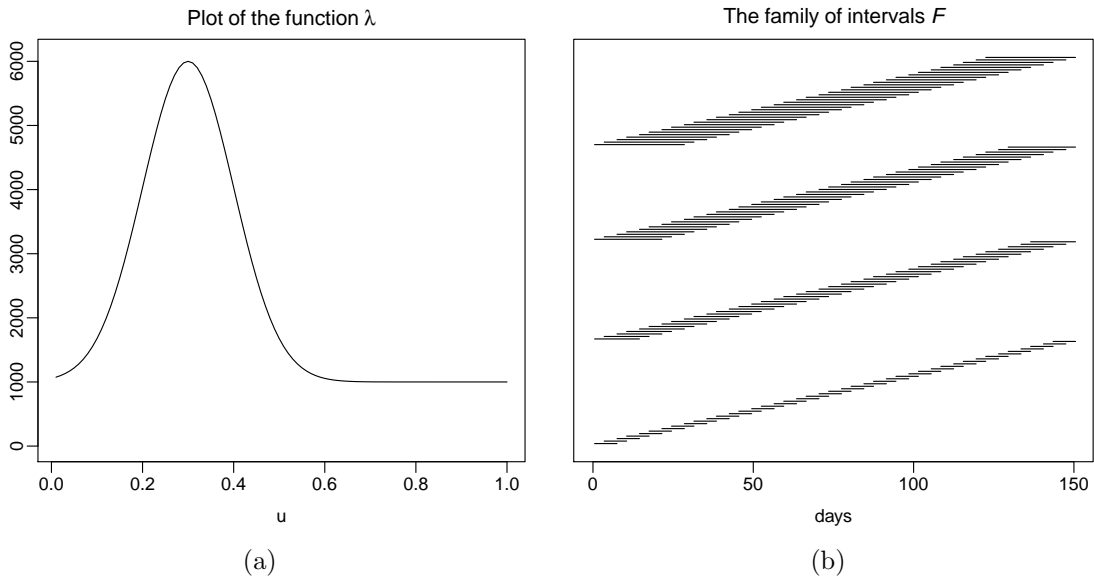 Plot of the function λ
6000
5000
4000
3000
2000
1000
0
0.0 0.2 0.4 0.6 0.8 1.0
u
(a)
The family of intervals F
0 50 100 150
days
(b)